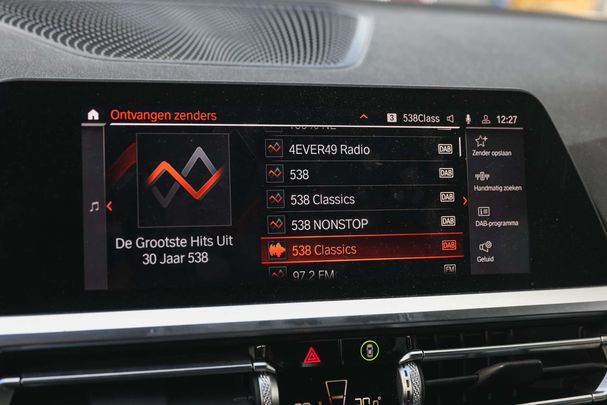 Ontvangen zenders
3 538Class
12:27
4EVER49 Radio DAB
538 DAB
538 Classics DAB
538 NONSTOP DAB
538 Classics DAB
97.2 FM FM
De Grootste Hits Uit
30 Jaar 538
Zender opslaan
Handmatig zoeken
DAB-programma
Geluid